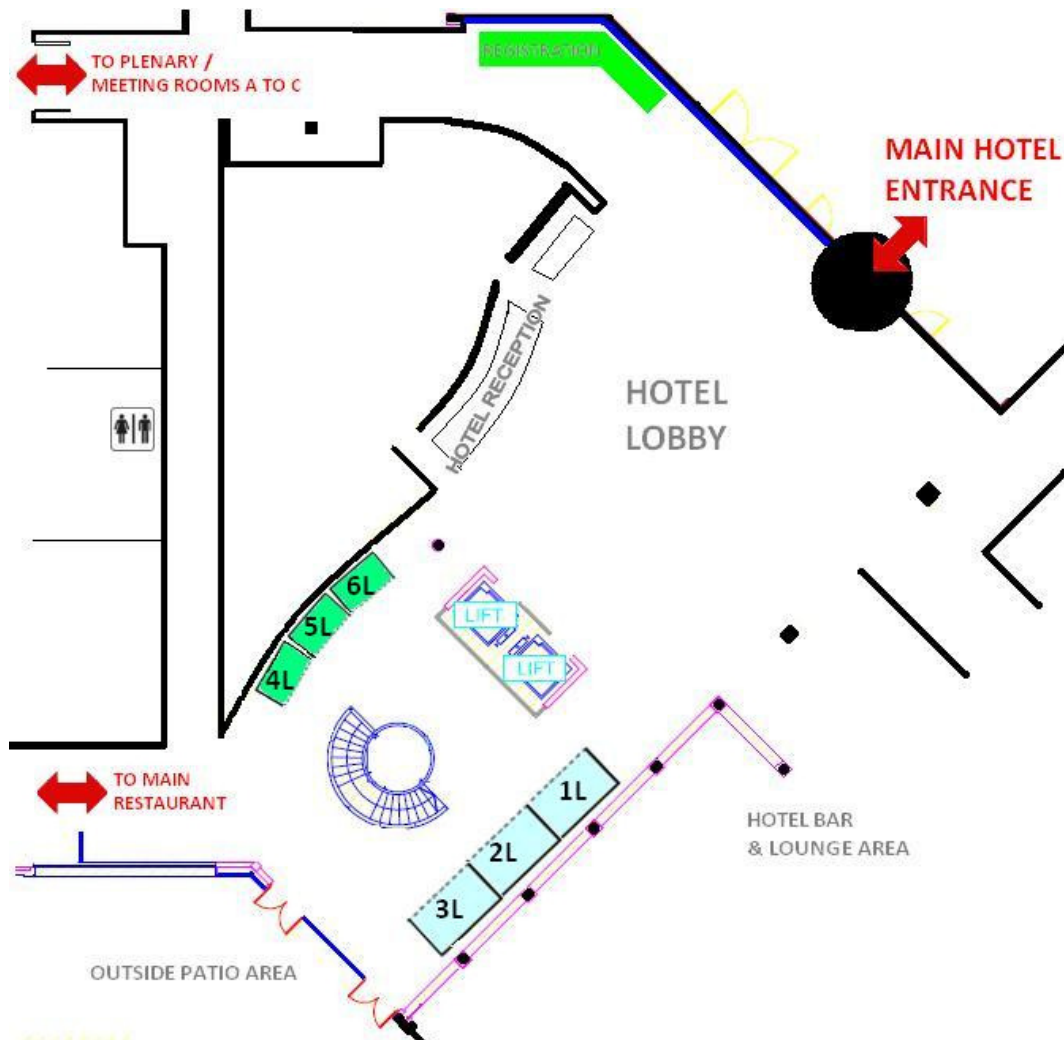 REGISTRATION
TO PLENARY /
MEETING ROOMS A TO C
MAIN HOTEL
ENTRANCE
HOTEL RECEPTION
HOTEL
LOBBY
6L
5L
4L
LIFT
LIFT
TO MAIN
RESTAURANT
1L
2L
3L
HOTEL BAR
& LOUNGE AREA
OUTSIDE PATIO AREA